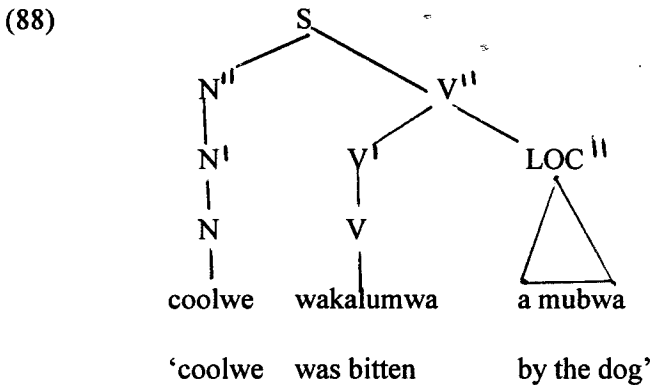 (88)
S
N'' V''
N' V' LOC''
N V
coolwe wakalumwa a mubwa
'coolwe was bitten by the dog'